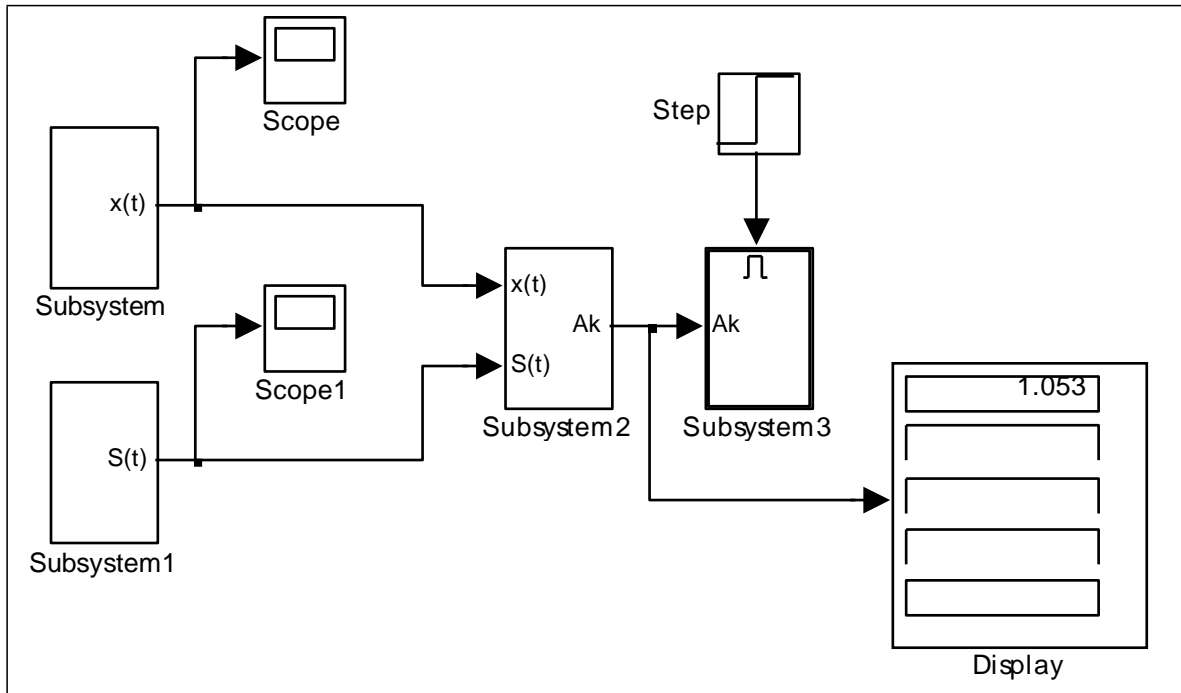 Scope
Step
x(t)
Subsystem
x(t)
Ak
S(t)
Subsystem2
Ak
Subsystem3
Scope1
S(t)
Subsystem1
1.053
Display